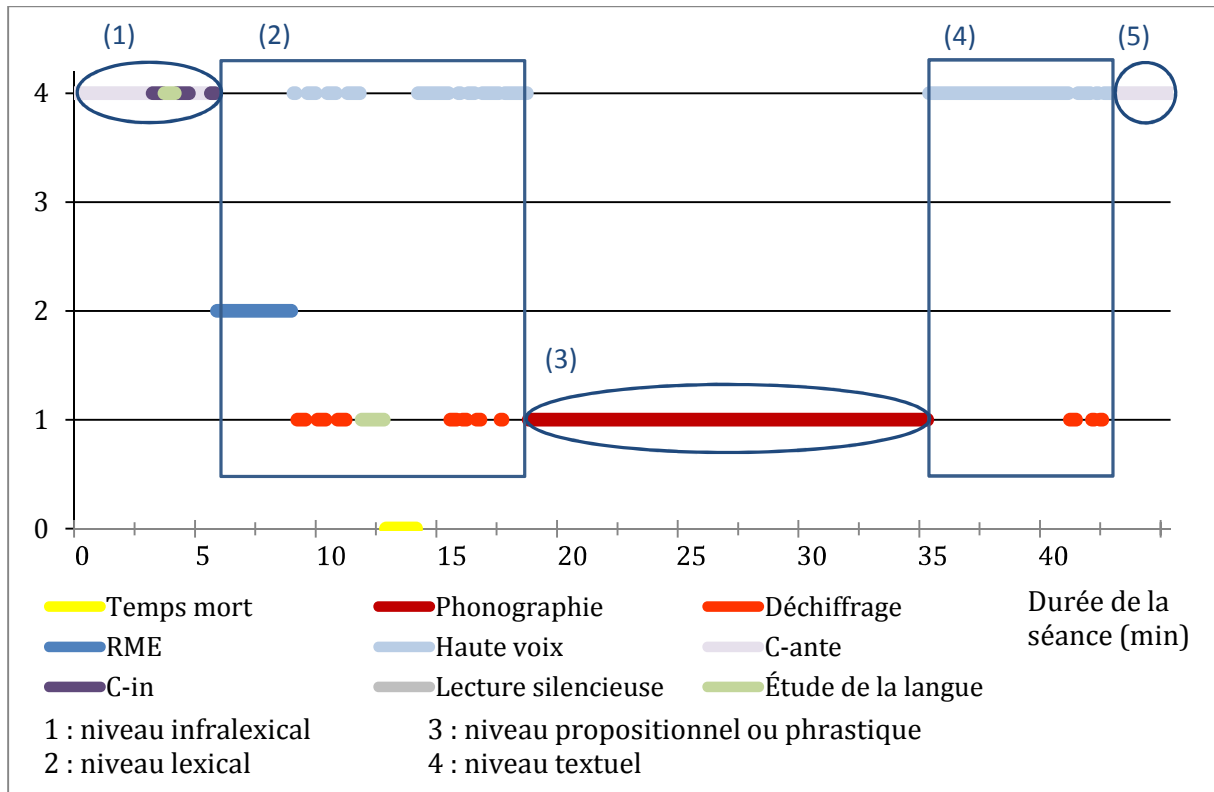 (1) (2) (4) (5)
4
3
2
(3)
1
0
0 5 10 15 20 25 30 35 40
Temps mort Phonographie Déchiffrage Durée de la
RME Haute voix C-ante séance (min)
C-in Lecture silencieuse Étude de la langue
1 : niveau infralexical 3 : niveau propositionnel ou phrastique
2 : niveau lexical 4 : niveau textuel